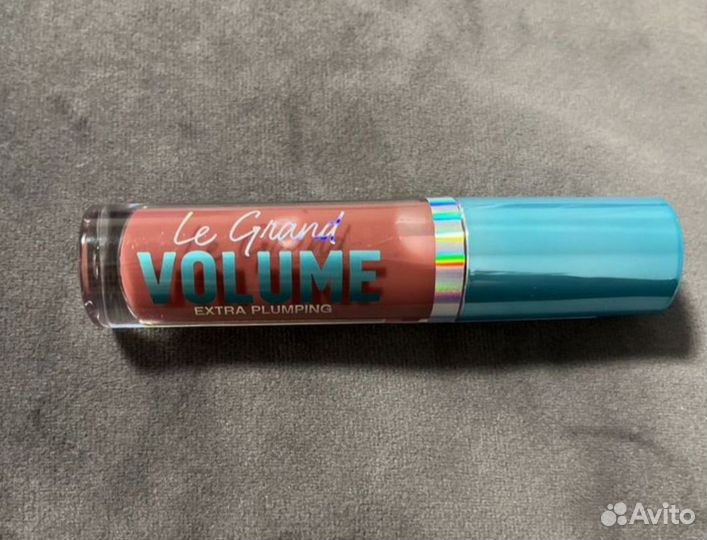 Le Grand
VOLUME
EXTRA PLUMPING
Avito